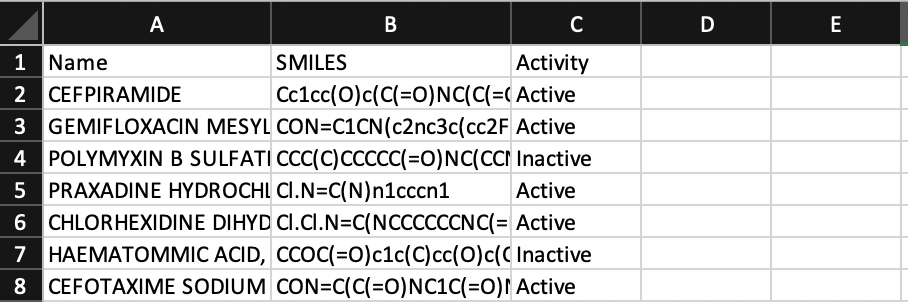 A B C D E
1 Name SMILES Activity
2 CEFPIRAMIDE Cc1cc(O)c(C(=O)NC(C(=( Active
3 GEMIFLOXACIN MESYL CON=C1CN(c2nc3c(cc2F Active
4 POLYMYXIN B SULFATI CCC(C)CCCCC(=O)NC(CCN Inactive
5 PRAXADINE HYDROCHL Cl.N=C(N)n1cccn1 Active
6 CHLORHEXIDINE DIHYD Cl.Cl.N=C(NCCCCCCNC(= Active
7 HAEMATOMMIC ACID, CCOC(=O)c1c(C)cc(O)c(C Inactive
8 CEFOTAXIME SODIUM CON=C(C(=O)NC1C(=O)N Active